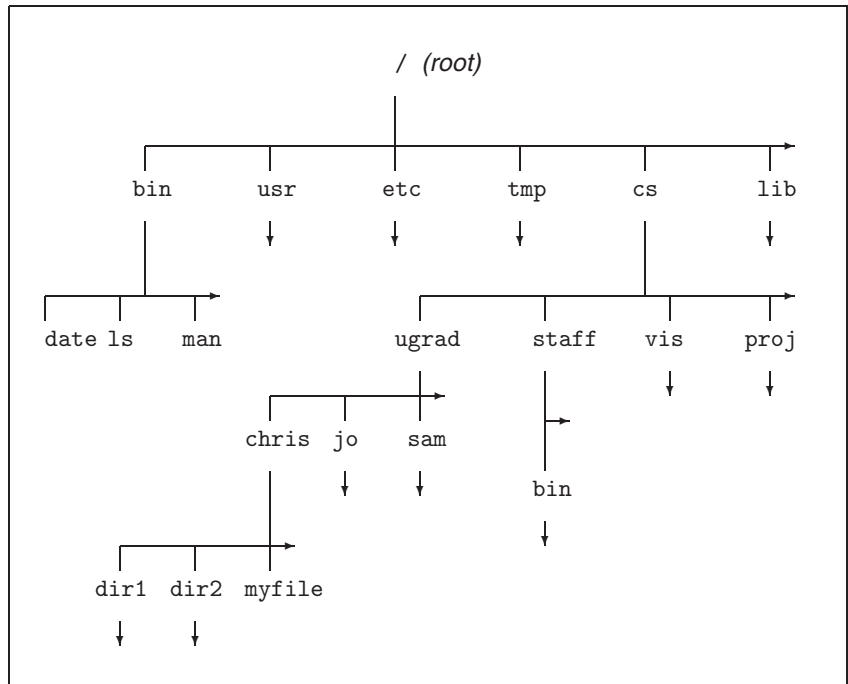 / (root)
bin usr etc tmp cs lib
date ls man ugrad staff vis proj
chris jo sam
bin
dir1 dir2 myfile